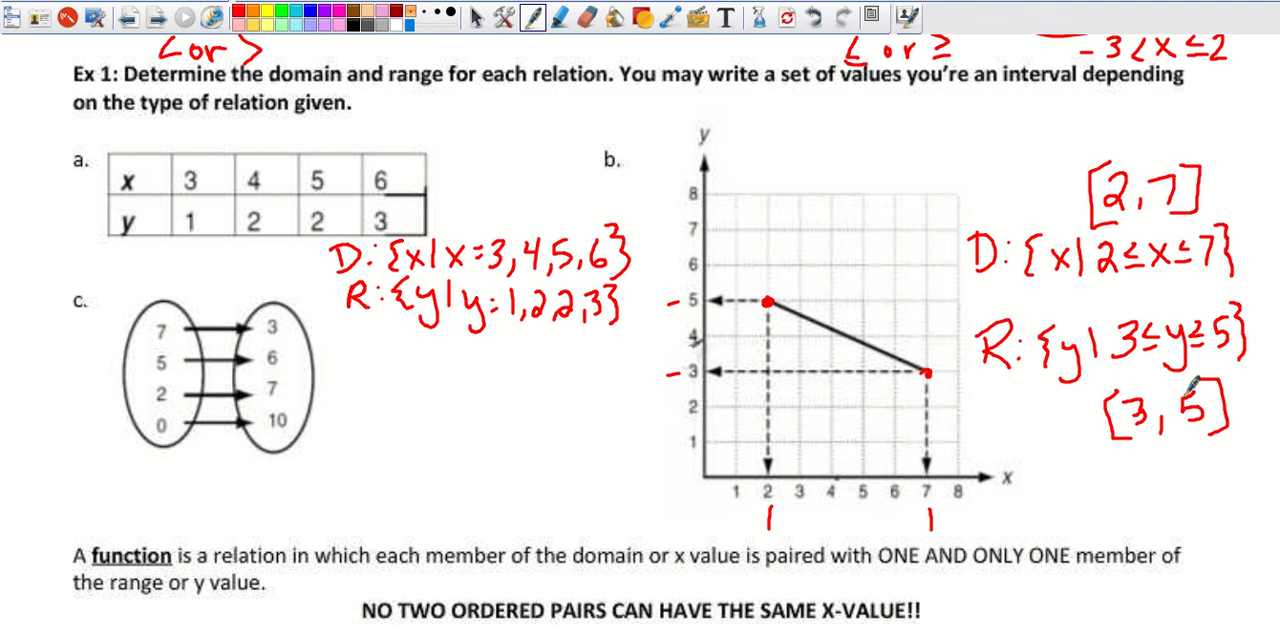 < or >
≤ or ≥
-3<x≤2
Ex 1: Determine the domain and range for each relation. You may write a set of values you're an interval depending
on the type of relation given.
a.
x 3 4 5 6
y 1 2 2 3
D: {x|x=3,4,5,6}
R: {y|y=1,2,2,3}
b.
y
8
7
6
5
4
3
2
1
1 2 3 4 5 6 7 8
x
[2,7]
D: {x|2≤x≤7}
R: {y|3≤y≤5}
[3,5]
c.
7 3
5 6
2 7
0 10
A function is a relation in which each member of the domain or x value is paired with ONE AND ONLY ONE member of
the range or y value.
NO TWO ORDERED PAIRS CAN HAVE THE SAME X-VALUE!!